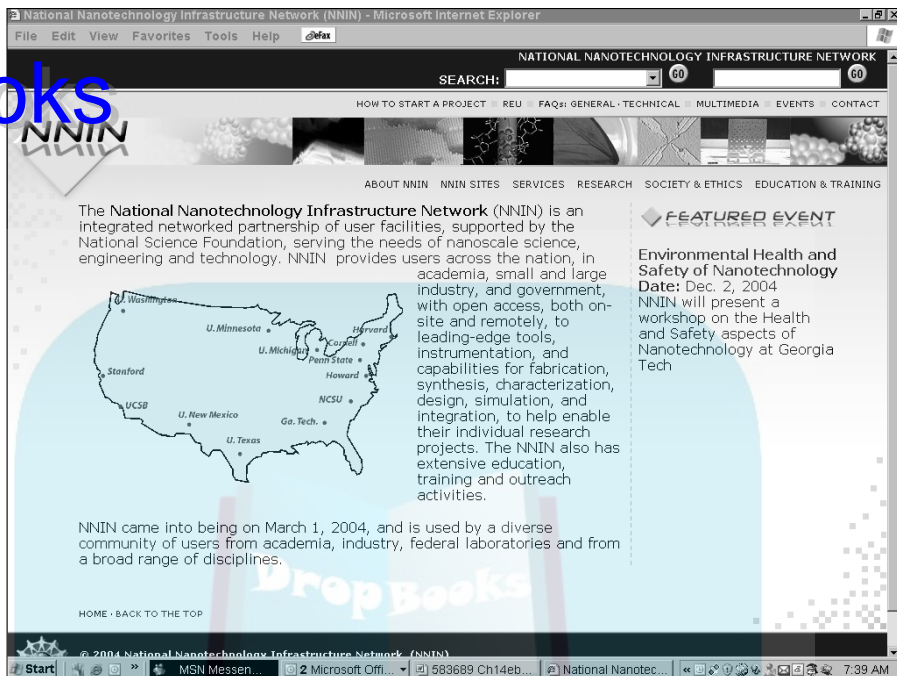 National Nanotechnology Infrastructure Network (NNIN) - Microsoft Internet Explorer
File Edit View Favorites Tools Help eFax
NATIONAL NANOTECHNOLOGY INFRASTRUCTURE NETWORK
SEARCH: GO GO
oks
HOW TO START A PROJECT REU FAQs: GENERAL · TECHNICAL MULTIMEDIA EVENTS CONTACT
NNIN
ABOUT NNIN NNIN SITES SERVICES RESEARCH SOCIETY & ETHICS EDUCATION & TRAINING
The National Nanotechnology Infrastructure Network (NNIN) is an
integrated networked partnership of user facilities, supported by the
National Science Foundation, serving the needs of nanoscale science,
engineering and technology. NNIN provides users across the nation, in
academia, small and large
industry, and government,
with open access, both on-
site and remotely, to
leading-edge tools,
instrumentation, and
capabilities for fabrication,
synthesis, characterization,
design, simulation, and
integration, to help enable
their individual research
projects. The NNIN also has
extensive education,
training and outreach
activities.
U. Washington
U. Minnesota
Harvard
Cornell
U. Michigan
Penn State
Stanford
Howard
UCSB
NCSU
U. New Mexico
Ga. Tech.
U. Texas
NNIN came into being on March 1, 2004, and is used by a diverse
community of users from academia, industry, federal laboratories and from
a broad range of disciplines.
FEATURED EVENT
Environmental Health and
Safety of Nanotechnology
Date: Dec. 2, 2004
NNIN will present a
workshop on the Health
and Safety aspects of
Nanotechnology at Georgia
Tech
DropBooks
HOME · BACK TO THE TOP
© 2004 National Nanotechnology Infrastructure Network (NNIN)
Start » MSN Messen... 2 Microsoft Offi... 583689 Ch14eb... National Nanotec... « 7:39 AM